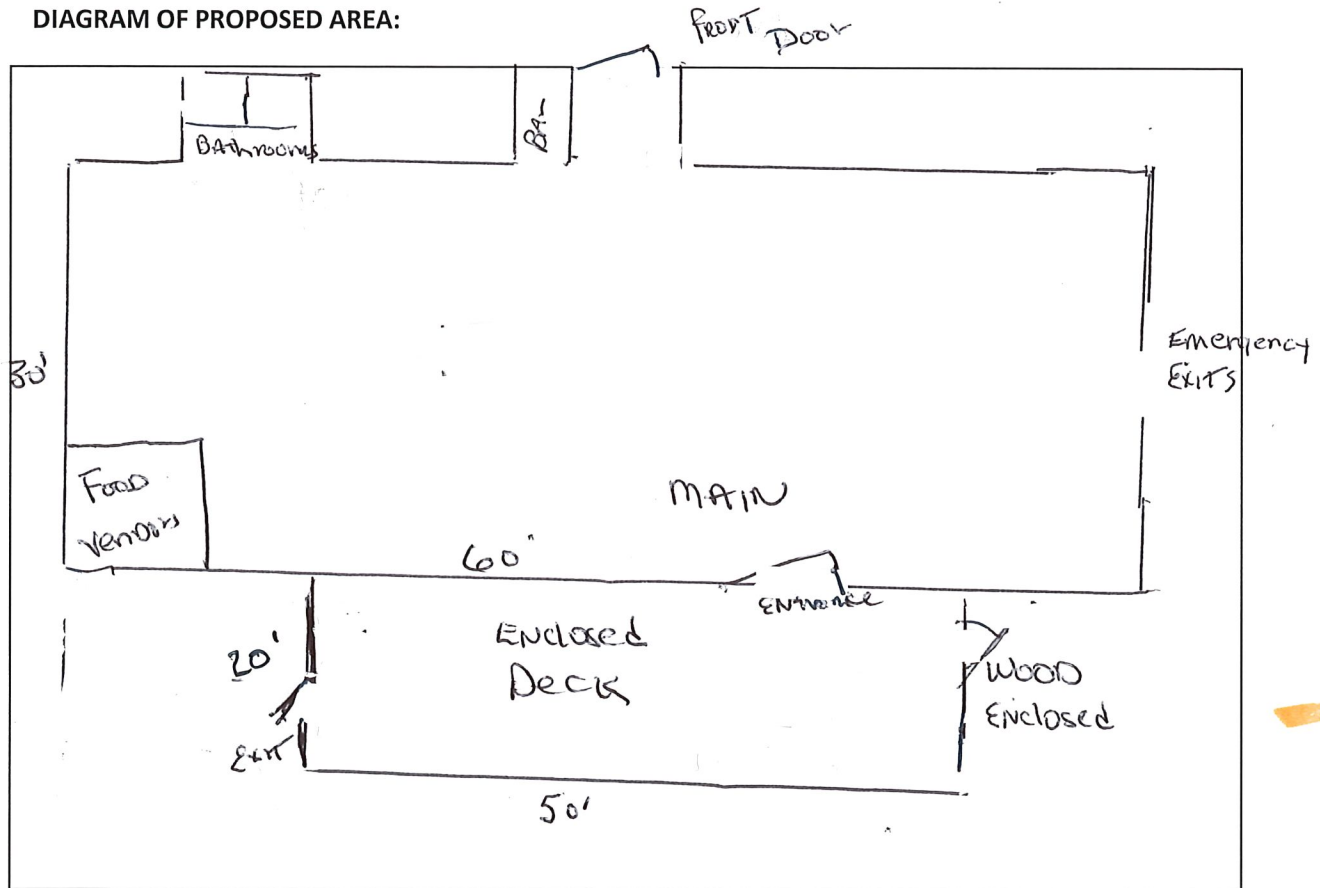 DIAGRAM OF PROPOSED AREA:
FRONT Door
BAthrooms
BAr
30'
Emergency
Exits
Food
Vendors
MAIN
60"
ENtrance
20'
ENclosed
Deck
WOOD
ENclosed
Exit
50'